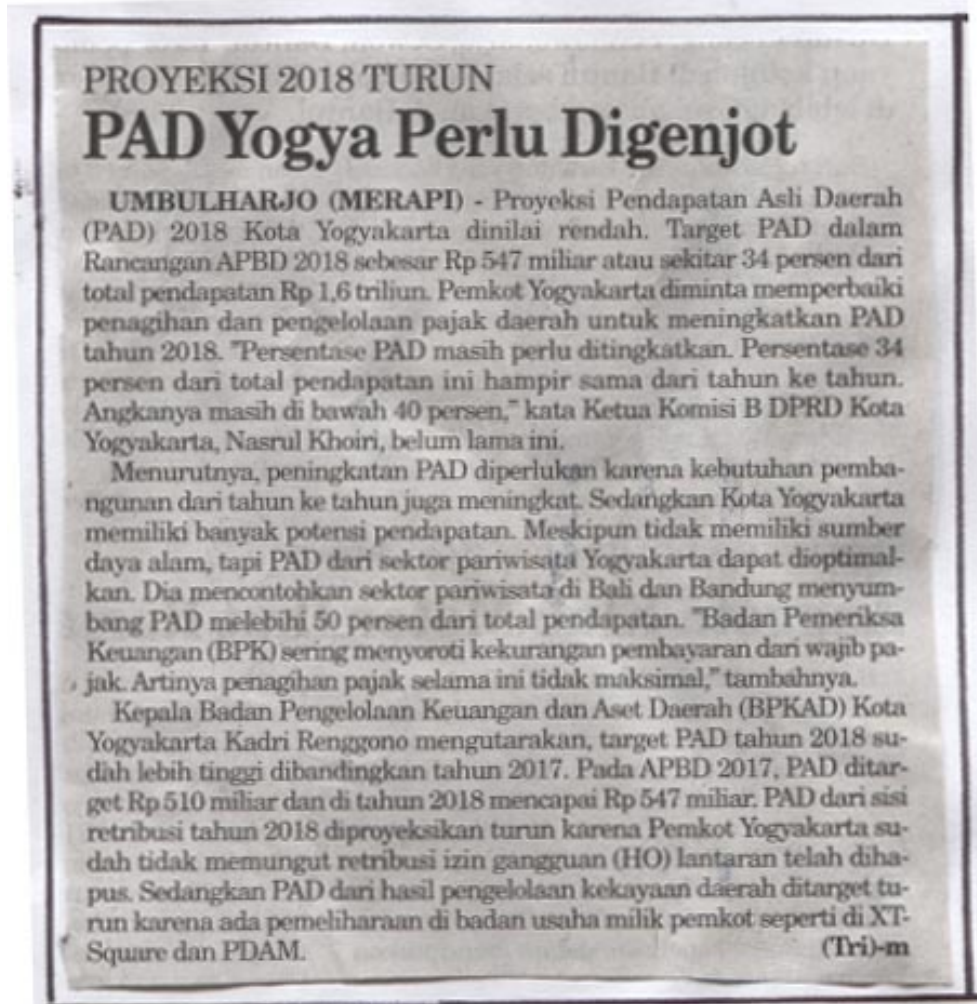 PROYEKSI 2018 TURUN
PAD Yogya Perlu Digenjot
UMBULHARJO (MERAPI) - Proyeksi Pendapatan Asli Daerah
(PAD) 2018 Kota Yogyakarta dinilai rendah. Target PAD dalam
Rancangan APBD 2018 sebesar Rp 547 miliar atau sekitar 34 persen dari
total pendapatan Rp 1,6 triliun. Pemkot Yogyakarta diminta memperbaiki
penagihan dan pengelolaan pajak daerah untuk meningkatkan PAD
tahun 2018. "Persentase PAD masih perlu ditingkatkan. Persentase 34
persen dari total pendapatan ini hampir sama dari tahun ke tahun.
Angkanya masih di bawah 40 persen," kata Ketua Komisi B DPRD Kota
Yogyakarta, Nasrul Khoiri, belum lama ini.
Menurutnya, peningkatan PAD diperlukan karena kebutuhan pemba-
ngunan dari tahun ke tahun juga meningkat. Sedangkan Kota Yogyakarta
memiliki banyak potensi pendapatan. Meskipun tidak memiliki sumber
daya alam, tapi PAD dari sektor pariwisata Yogyakarta dapat dioptimal-
kan. Dia mencontohkan sektor pariwisata di Bali dan Bandung menyum-
bang PAD melebihi 50 persen dari total pendapatan. "Badan Pemeriksa
Keuangan (BPK) sering menyoroti kekurangan pembayaran dari wajib pa-
jak. Artinya penagihan pajak selama ini tidak maksimal," tambahnya.
Kepala Badan Pengelolaan Keuangan dan Aset Daerah (BPKAD) Kota
Yogyakarta Kadri Renggono mengutarakan, target PAD tahun 2018 su-
dah lebih tinggi dibandingkan tahun 2017. Pada APBD 2017, PAD ditar-
get Rp 510 miliar dan di tahun 2018 mencapai Rp 547 miliar. PAD dari sisi
retribusi tahun 2018 diproyeksikan turun karena Pemkot Yogyakarta su-
dah tidak memungut retribusi izin gangguan (HO) lantaran telah diha-
pus. Sedangkan PAD dari hasil pengelolaan kekayaan daerah ditarget tu-
run karena ada pemeliharaan di badan usaha milik pemkot seperti di XT-
Square dan PDAM. (Tri)-m